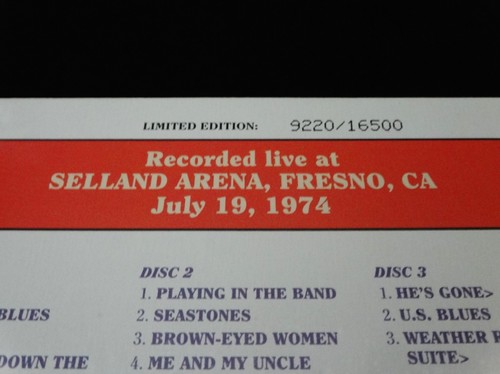 LIMITED EDITION: 9220/16500
Recorded live at
SELLAND ARENA, FRESNO, CA
July 19, 1974
BLUES
DOWN THE
DISC 2
1. PLAYING IN THE BAND
2. SEASTONES
3. BROWN-EYED WOMEN
4. ME AND MY UNCLE
DISC 3
1. HE'S GONE>
2. U.S. BLUES
3. WEATHER
SUITE>